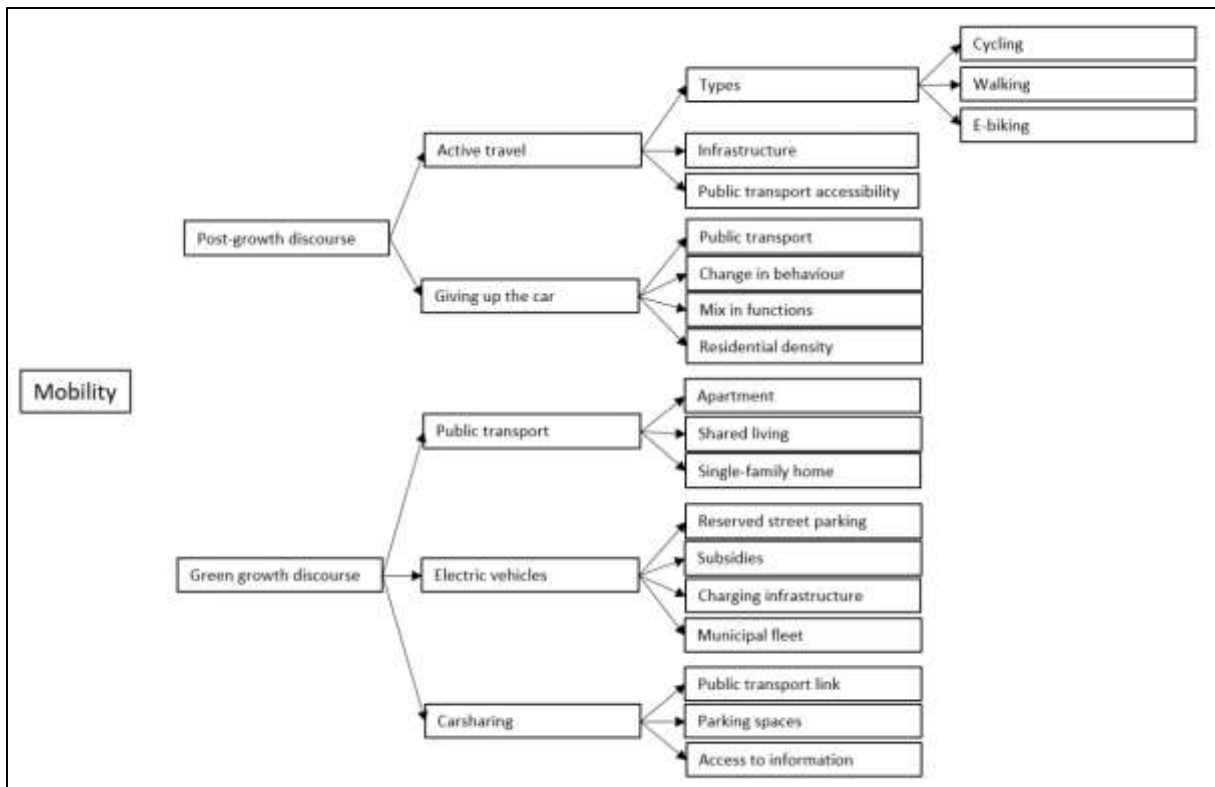 Mobility
Post-growth discourse
Active travel
Types
Cycling
Walking
E-biking
Infrastructure
Public transport accessibility
Giving up the car
Public transport
Change in behaviour
Mix in functions
Residential density
Green growth discourse
Public transport
Apartment
Shared living
Single-family home
Electric vehicles
Reserved street parking
Subsidies
Charging infrastructure
Municipal fleet
Carsharing
Public transport link
Parking spaces
Access to information